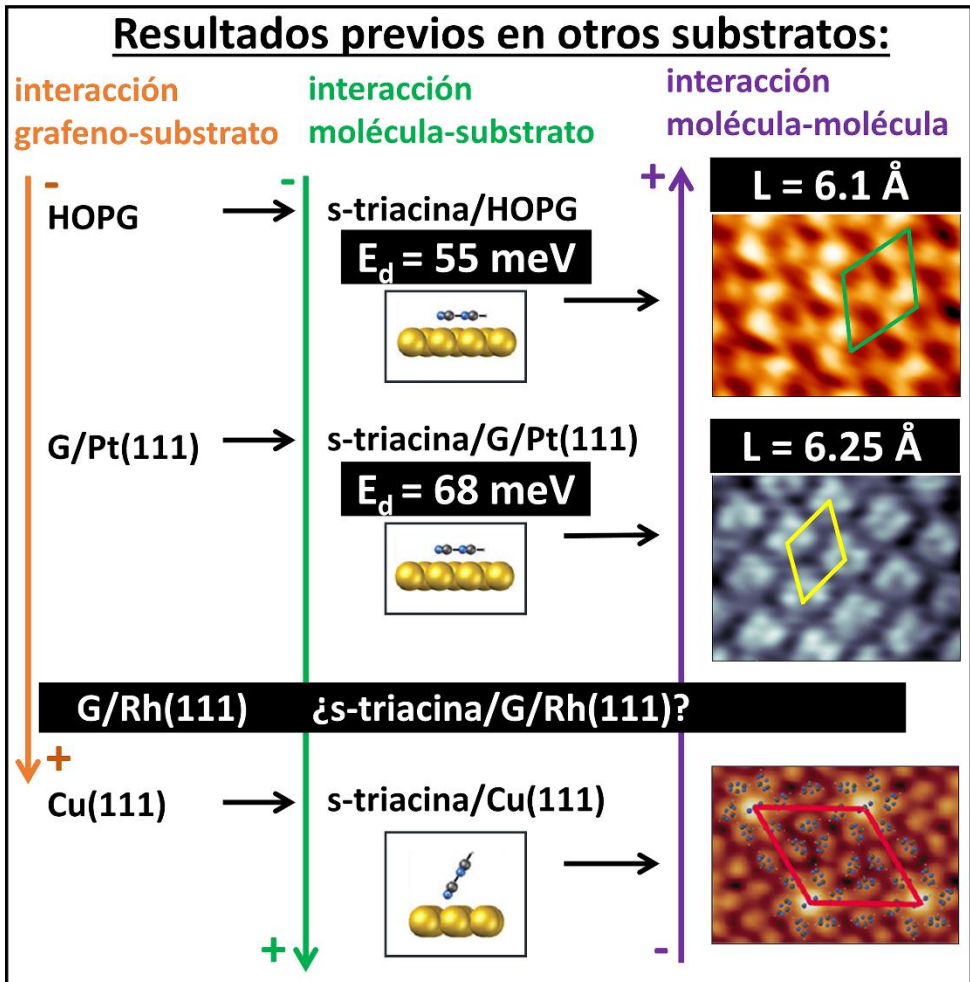 Resultados previos en otros substratos:
interacción
grafeno-substrato
interacción
molécula-substrato
interacción
molécula-molécula
-
-
+
HOPG
s-triacina/HOPG
L = 6.1 Å
E_d = 55 meV
G/Pt(111)
s-triacina/G/Pt(111)
L = 6.25 Å
E_d = 68 meV
G/Rh(111)
¿s-triacina/G/Rh(111)?
+
Cu(111)
s-triacina/Cu(111)
+
-